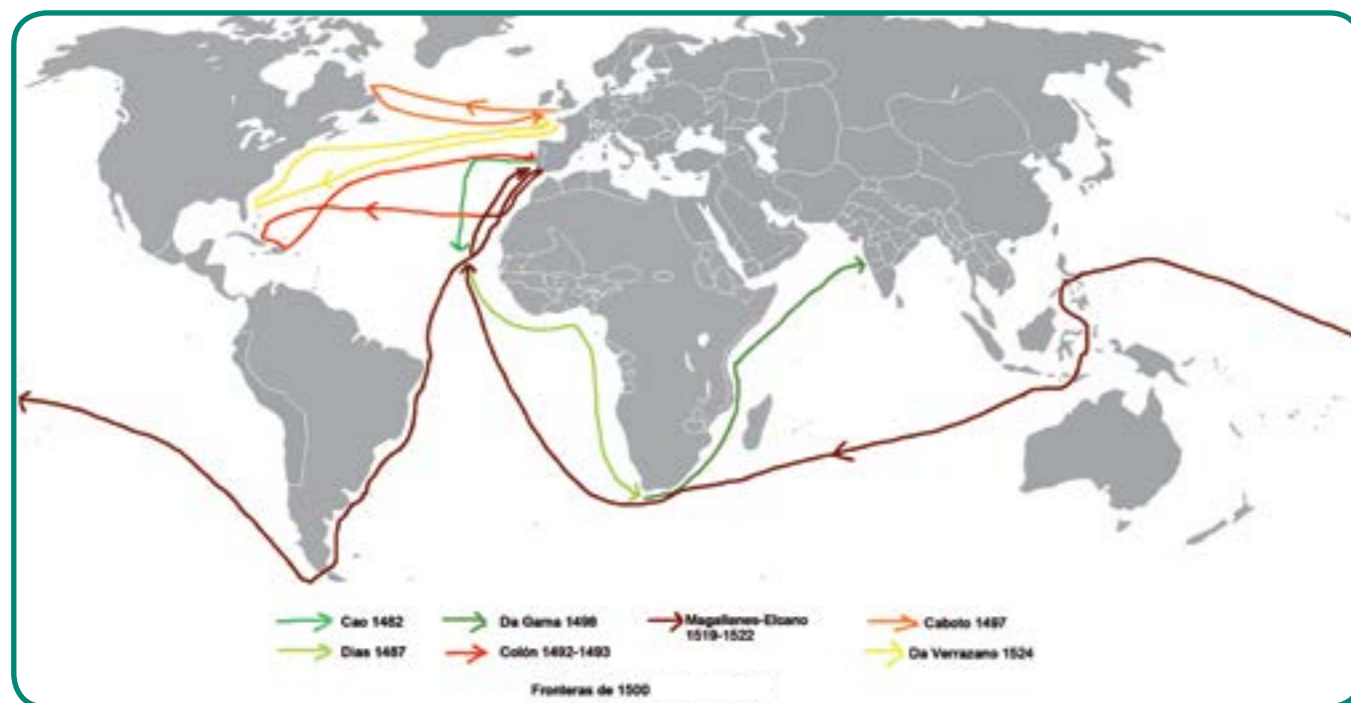 Cao 1482
Da Gama 1498
Magallanes-Elcano
1519-1522
Caboto 1497
Dias 1487
Colón 1492-1493
Da Verrazano 1524
Fronteras de 1500